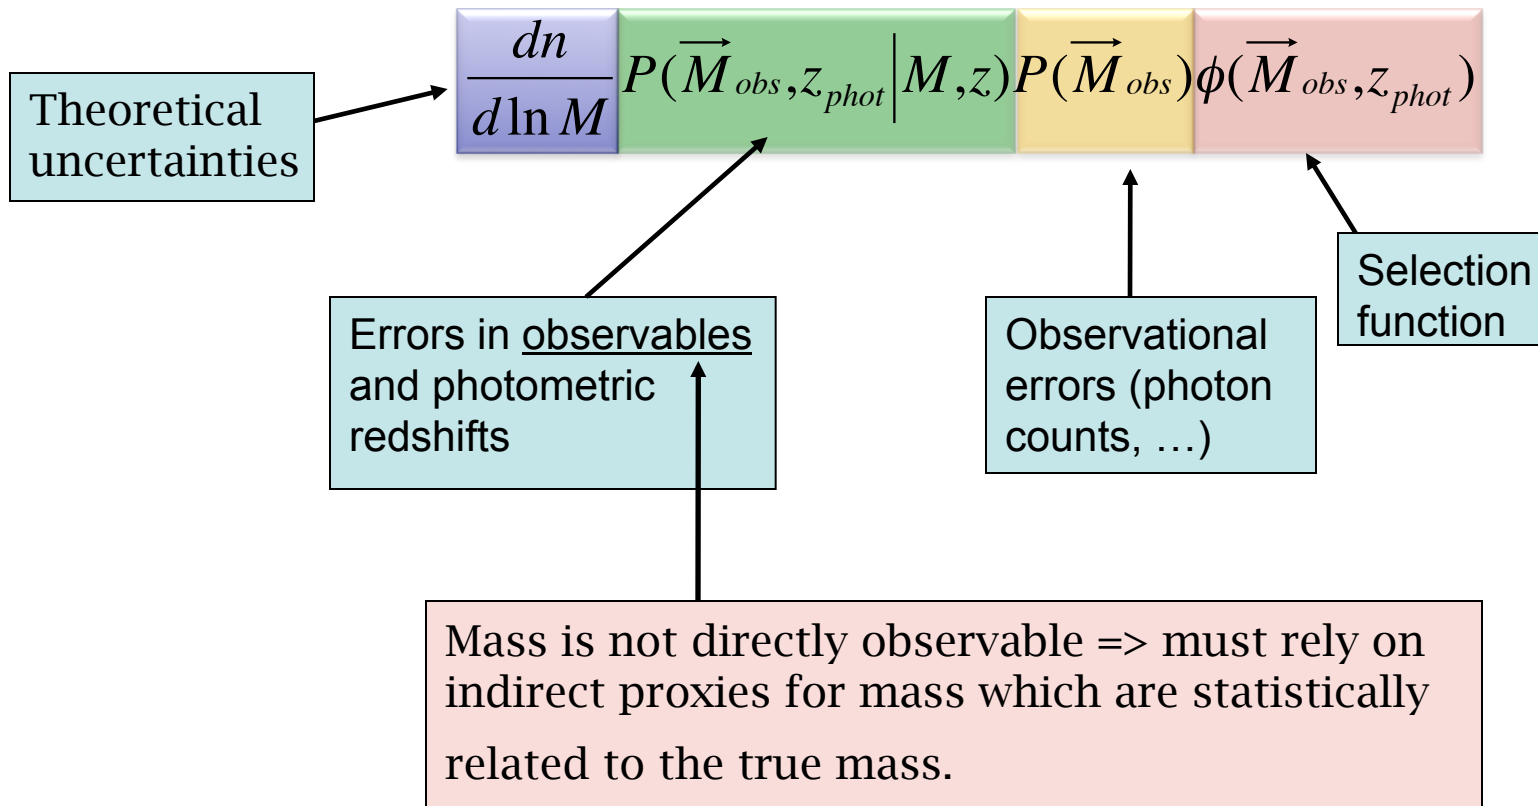 dn
d ln M
P(M obs, z phot | M, z) P(M obs) ϕ(M obs, z phot)
Theoretical
uncertainties
Selection
function
Errors in observables
and photometric
redshifts
Observational
errors (photon
counts, …)
Mass is not directly observable => must rely on
indirect proxies for mass which are statistically
related to the true mass.